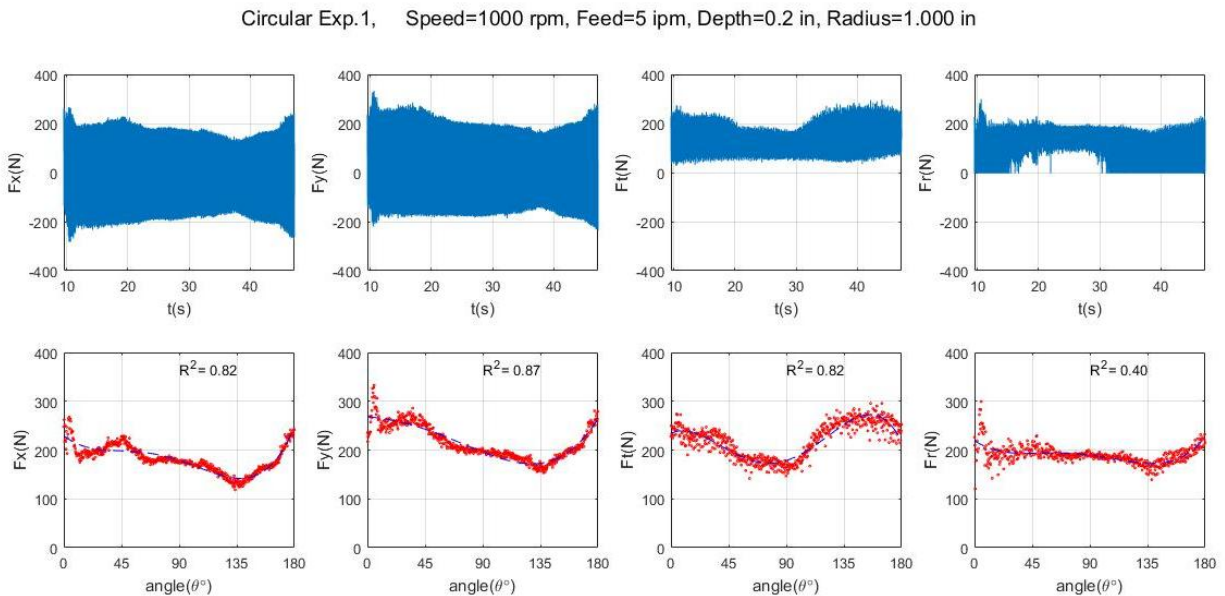 Circular Exp.1, Speed=1000 rpm, Feed=5 ipm, Depth=0.2 in, Radius=1.000 in
400
200
0
-200
-400
Fx(N)
10 20 30 40
t(s)
400
200
0
-200
-400
Fy(N)
10 20 30 40
t(s)
400
200
0
-200
-400
Ft(N)
10 20 30 40
t(s)
400
200
0
-200
-400
Fr(N)
10 20 30 40
t(s)
400
300
200
100
0
Fx(N)
R²= 0.82
0 45 90 135 180
angle(θ°)
400
300
200
100
0
Fy(N)
R²= 0.87
0 45 90 135 180
angle(θ°)
400
300
200
100
0
Ft(N)
R²= 0.82
0 45 90 135 180
angle(θ°)
400
300
200
100
0
Fr(N)
R²= 0.40
0 45 90 135 180
angle(θ°)